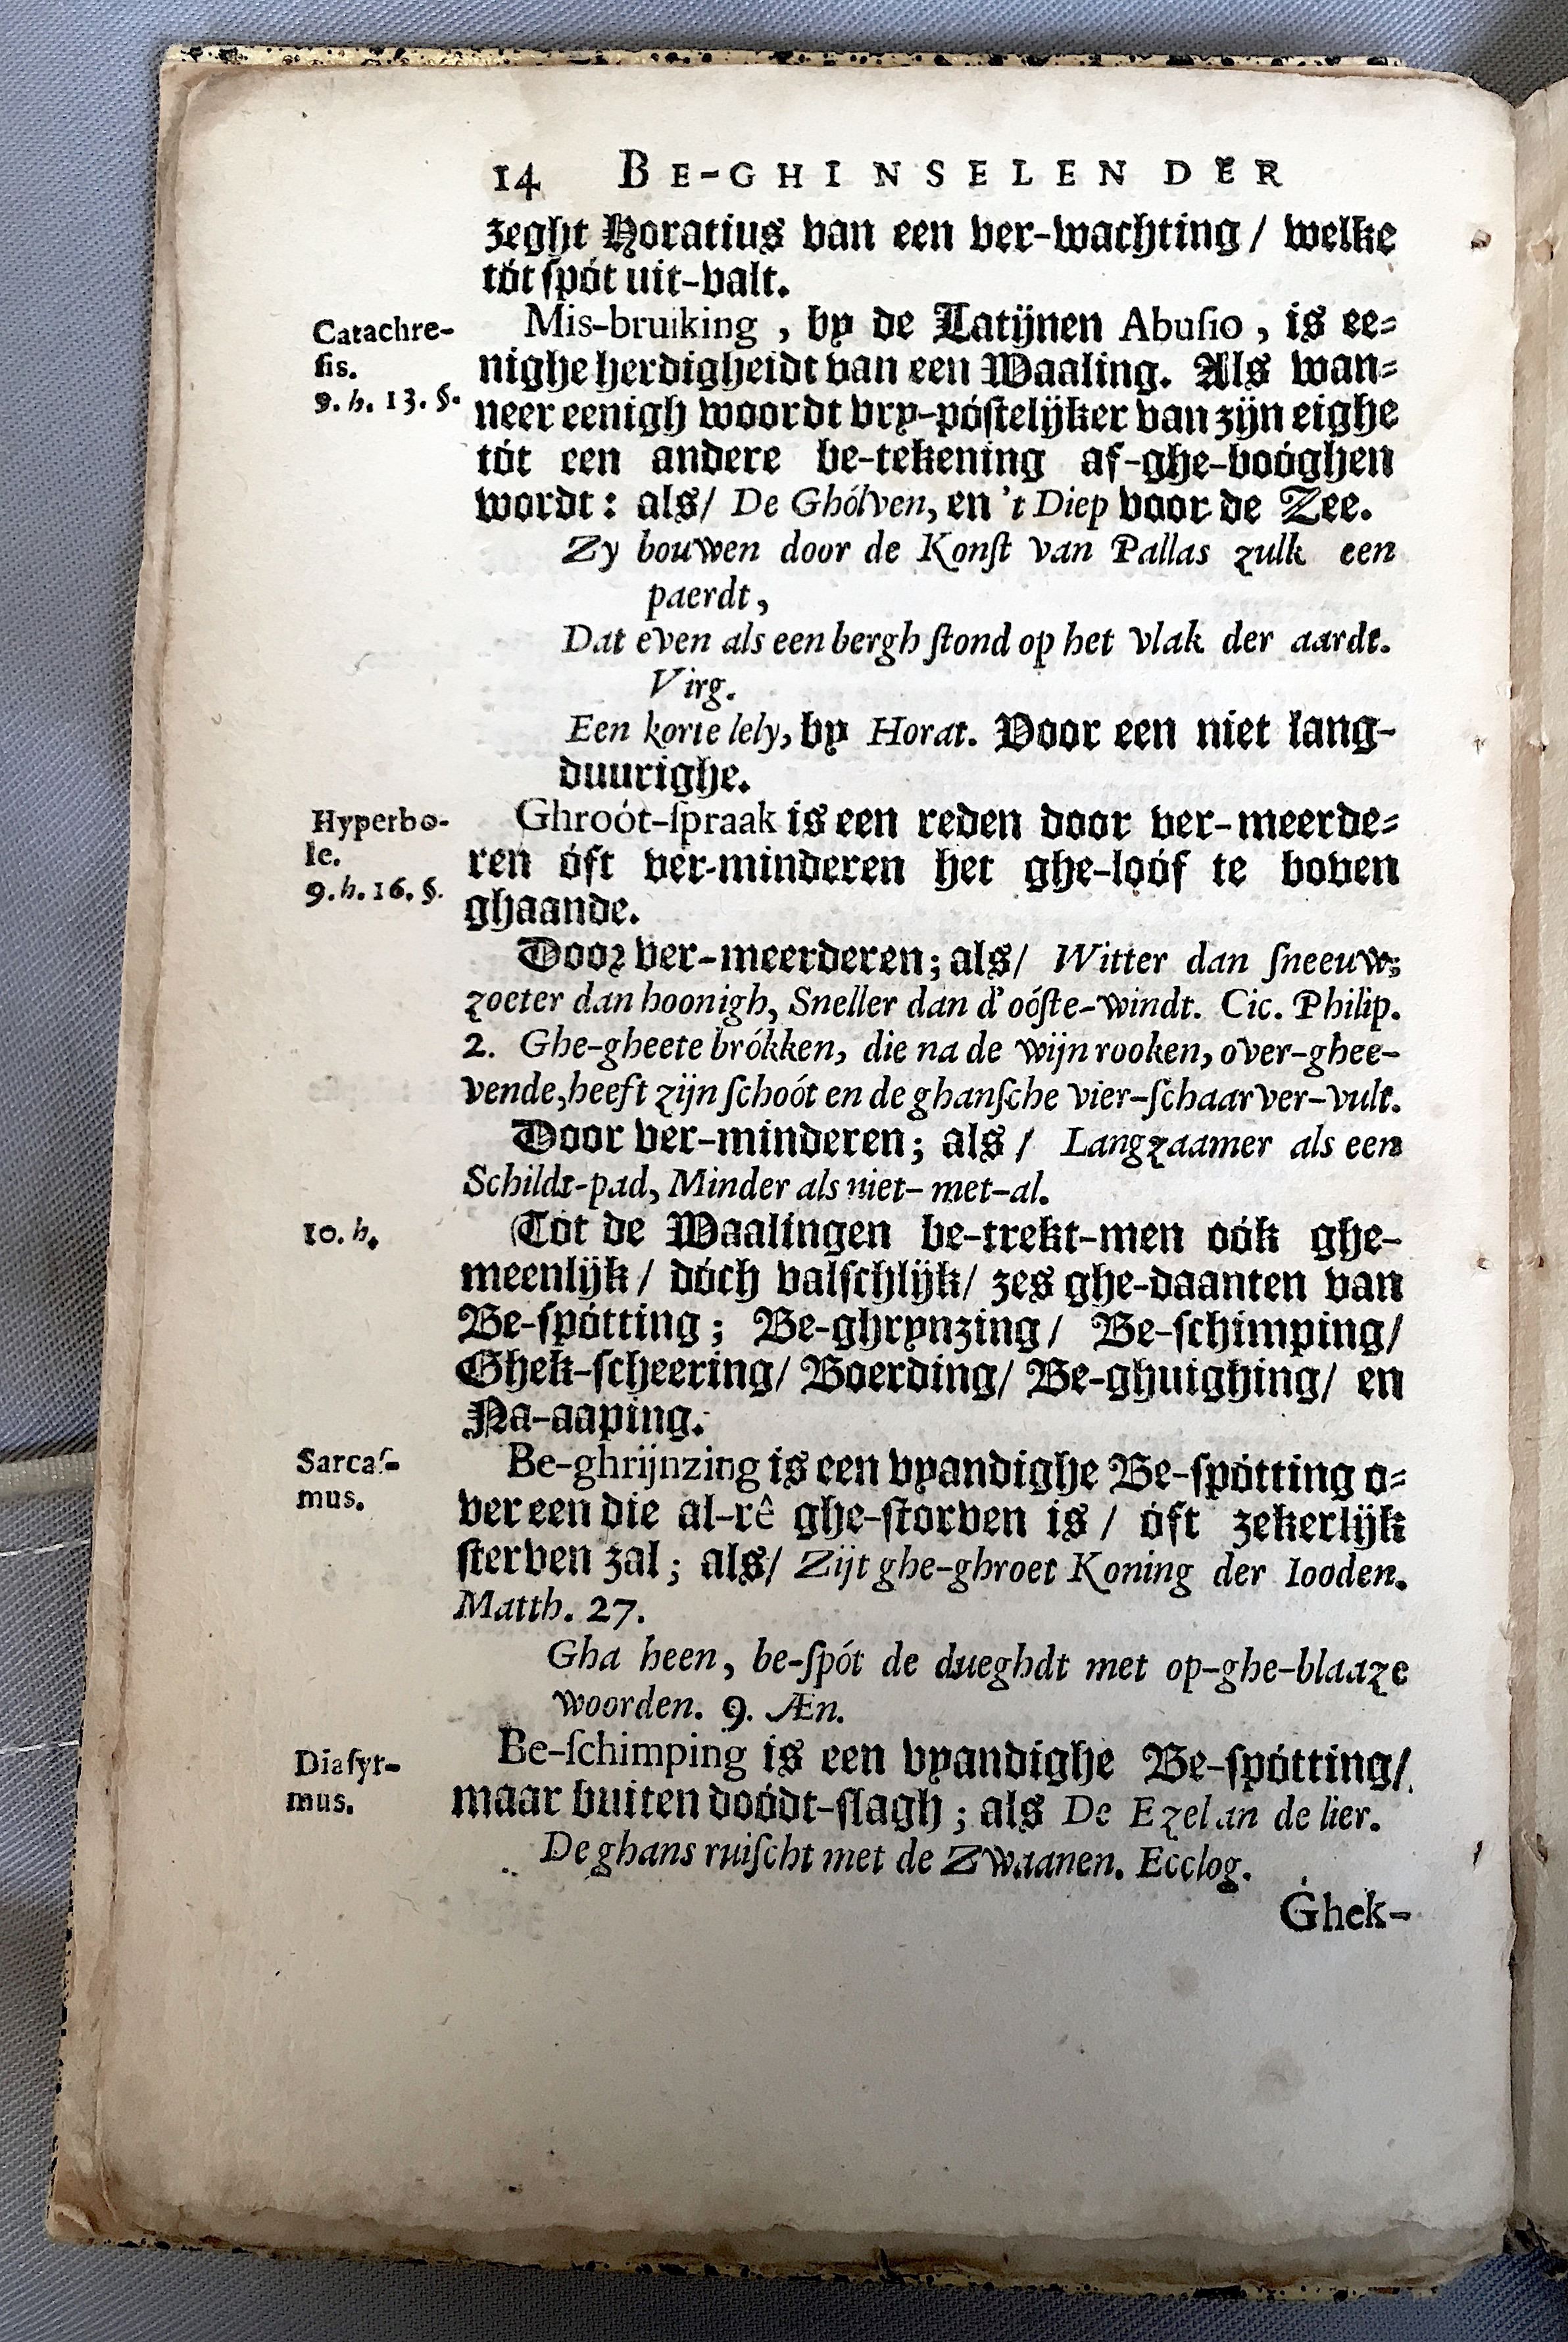 14 BE-GHINSELEN DER
zeght Horatius van een ver-wachting / welke
tót spót uit-valt.
Catachre-
sis.
9. h. 13. §.
Mis-bruiking , by de Latijnen Abusio , is ee-
nighe herdigheidt van een Waaling. Als wan-
neer eenigh woordt vry-póstelijker van zijn eighe
tót een andere be-tekening af-ghe-boóghen
wordt : als / De Ghólven, en 't Diep voor de Zee.
Zy bouwen door de Konst van Pallas zulk een
paerdt,
Dat even als een bergh stond op het vlak der aardt.
Virg.
Een korte lely, by Horat. Voor een niet lang-
duurighe.
Hyperbo-
le.
9. h. 16. §.
Ghroót-spraak is een reden door ver-meerde-
ren óft ver-minderen het ghe-loóf te boven
ghaande.
Door ver-meerderen; als / Witter dan sneeuw;
zoeter dan hoonigh, Sneller dan d'oóste-windt. Cic. Philip.
2. Ghe-gheete brókken, die na de wijn rooken, over-ghee-
vende, heeft zijn schoót en de ghansche vier-schaar ver-vult.
Door ver-minderen; als / Langzaamer als een
Schildt-pad, Minder als niet-met-al.
10. h.
Tót de Waalingen be-trekt-men oók ghe-
meenlijk / dóch valschlijk / zes ghe-daanten van
Be-spótting ; Be-ghrynzing / Be-schimping /
Ghek-scheering / Boerding / Be-ghuighing / en
Na-aaping.
Sarcas-
mus.
Be-ghrijnzing is een vyandighe Be-spótting o-
ver een die al-rê ghe-storven is / óft zekerlijk
sterven zal ; als / Zijt ghe-ghroet Koning der Iooden.
Matth. 27.
Gha heen, be-spót de dueghdt met op-ghe-blaaze
woorden. 9. Æn.
Diasyr-
mus.
Be-schimping is een vyandighe Be-spótting /
maar buiten doódt-slagh ; als De Ezel an de lier.
De ghans ruischt met de Zwaanen. Ecclog.
Ghek-